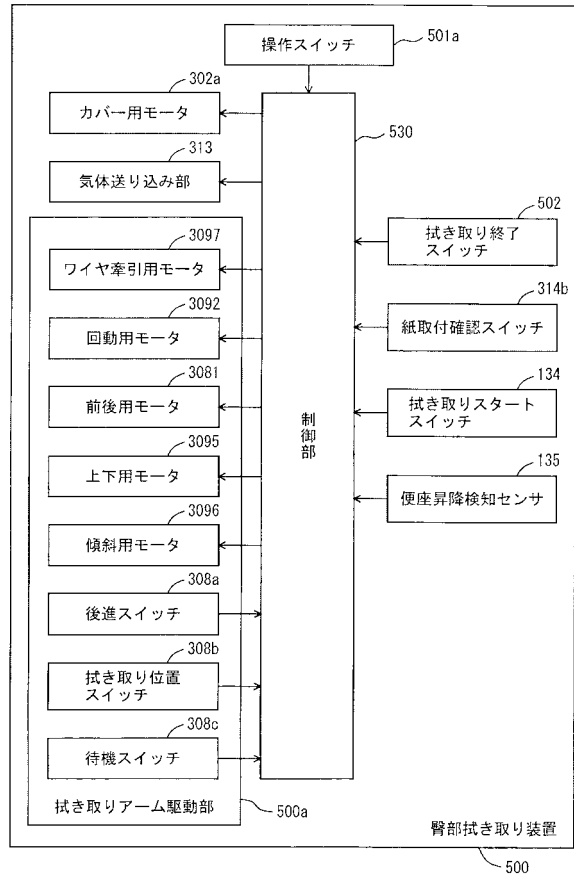 操作スイッチ
501a
302a
カバー用モータ
530
313
気体送り込み部
502
拭き取り終了
スイッチ
3097
ワイヤ牽引用モータ
314b
紙取付確認スイッチ
3092
回動用モータ
134
拭き取りスタート
スイッチ
3081
前後用モータ
制御部
135
便座昇降検知センサ
3095
上下用モータ
3096
傾斜用モータ
308a
後進スイッチ
308b
拭き取り位置
スイッチ
308c
待機スイッチ
拭き取りアーム駆動部
500a
臀部拭き取り装置
500